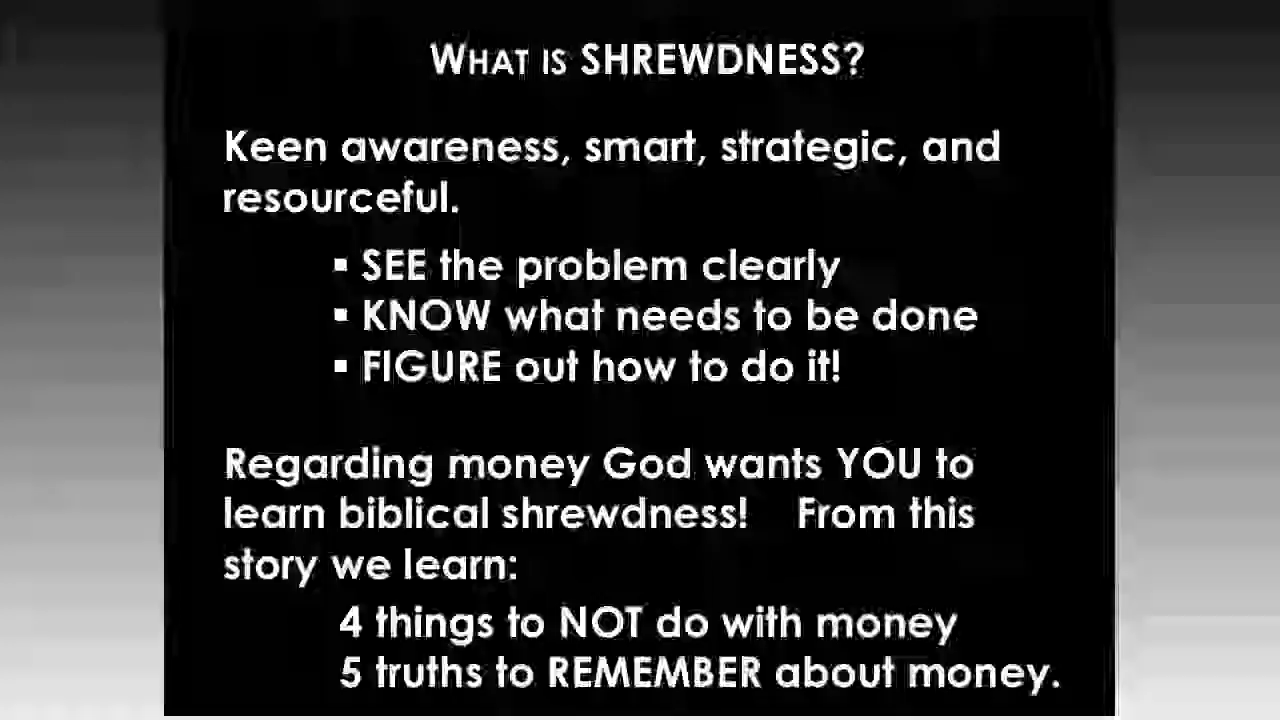 WHAT IS SHREWDNESS?
Keen awareness, smart, strategic, and
resourceful.
▪ SEE the problem clearly
▪ KNOW what needs to be done
▪ FIGURE out how to do it!
Regarding money God wants YOU to
learn biblical shrewdness! From this
story we learn:
4 things to NOT do with money
5 truths to REMEMBER about money.